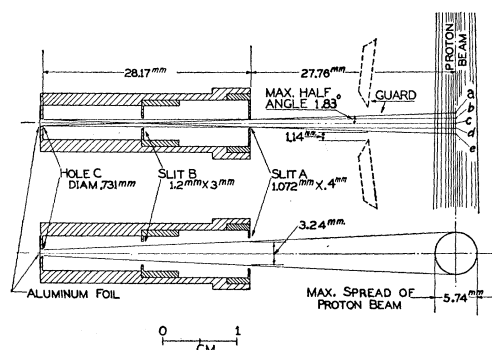 28.17mm
27.76mm
PROTON
BEAM
MAX. HALF
ANGLE 1.83°
GUARD
a
b
c
d
e
1.14mm
HOLE C
DIAM .731mm
SLIT B
1.2mm X 3mm
SLIT A
1.072mm X .4mm
3.24mm.
ALUMINUM FOIL
MAX. SPREAD OF
PROTON BEAM
5.74mm
0 1
CM